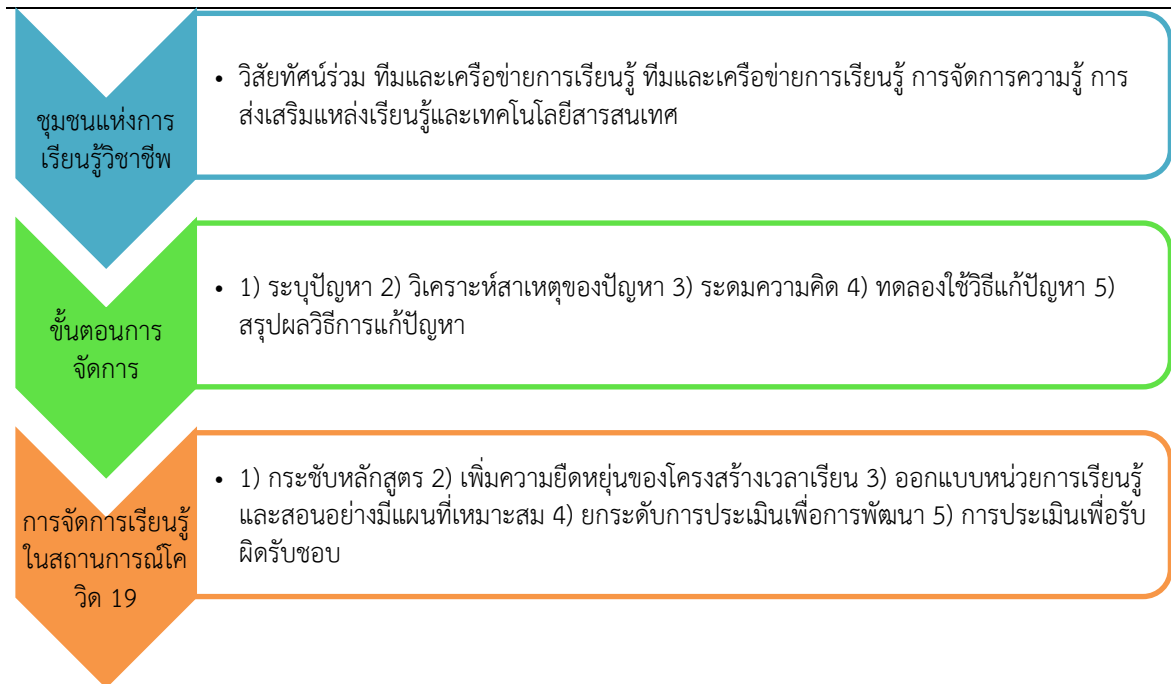 ชุมชนแห่งการ
เรียนรู้วิชาชีพ
• วิสัยทัศน์ร่วม ทีมและเครือข่ายการเรียนรู้ ทีมและเครือข่ายการเรียนรู้ การจัดการความรู้ การ
ส่งเสริมแหล่งเรียนรู้และเทคโนโลยีสารสนเทศ
ขั้นตอนการ
จัดการ
• 1) ระบุปัญหา 2) วิเคราะห์สาเหตุของปัญหา 3) ระดมความคิด 4) ทดลองใช้วิธีแก้ปัญหา 5)
สรุปผลวิธีการแก้ปัญหา
การจัดการเรียนรู้
ในสถานการณ์โค
วิด 19
• 1) กระชับหลักสูตร 2) เพิ่มความยืดหยุ่นของโครงสร้างเวลาเรียน 3) ออกแบบหน่วยการเรียนรู้
และสอนอย่างมีแผนที่เหมาะสม 4) ยกระดับการประเมินเพื่อการพัฒนา 5) การประเมินเพื่อรับ
ผิดรับชอบ